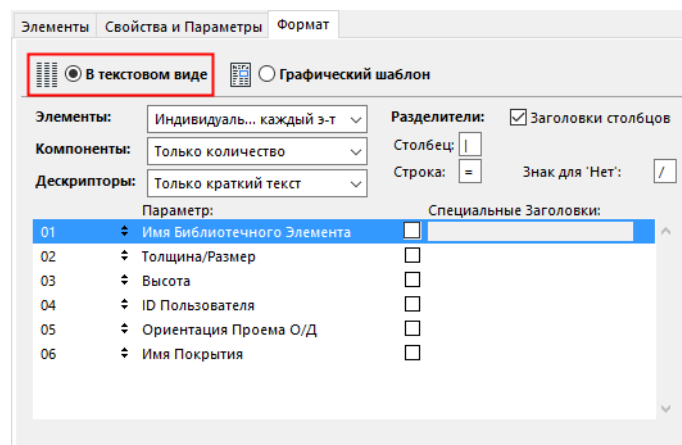 Элементы Свойства и Параметры Формат
В текстовом виде Графический шаблон
Элементы: Индивидуаль... каждый э-т Разделители: Заголовки столбцов
Компоненты: Только количество Столбец: |
Дескрипторы: Только краткий текст Строка: = Знак для 'Нет': /
Параметр: Специальные Заголовки:
01 Имя Библиотечного Элемента
02 Толщина/Размер
03 Высота
04 ID Пользователя
05 Ориентация Проема О/Д
06 Имя Покрытия